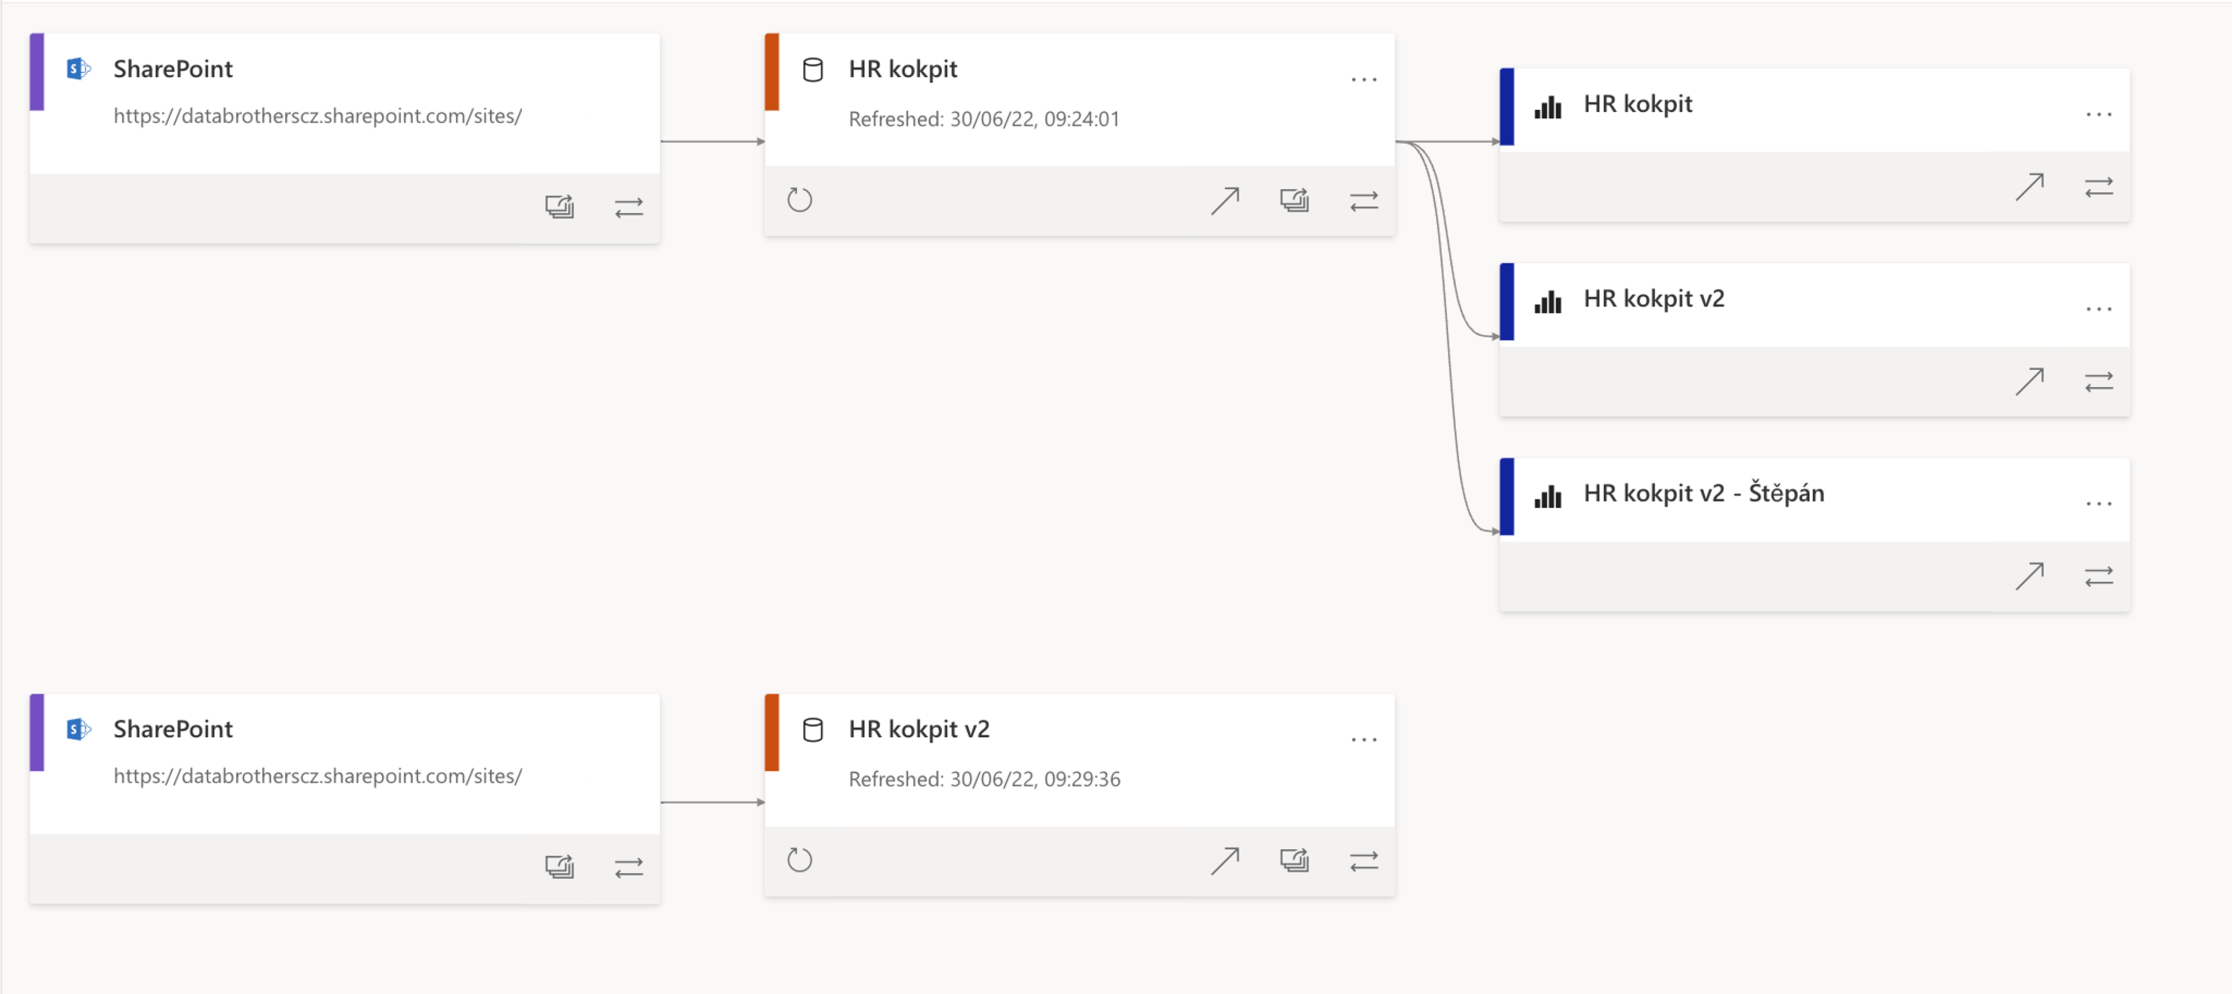 SharePoint
https://databrotherscz.sharepoint.com/sites/
HR kokpit
Refreshed: 30/06/22, 09:24:01
HR kokpit
HR kokpit v2
HR kokpit v2 - Štěpán
SharePoint
https://databrotherscz.sharepoint.com/sites/
HR kokpit v2
Refreshed: 30/06/22, 09:29:36